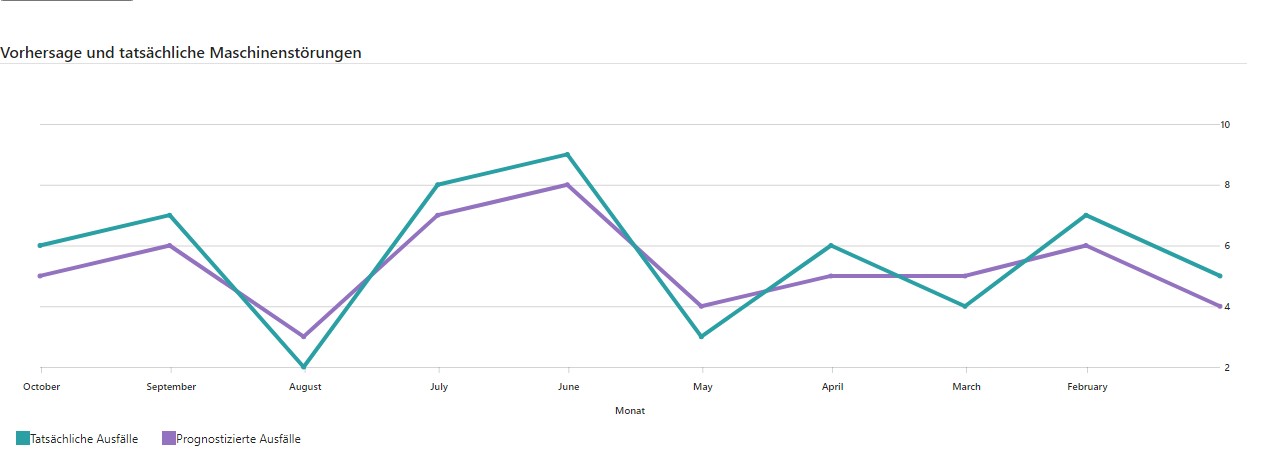 Vorhersage und tatsächliche Maschinenstörungen
10
8
6
4
2
October September August July June May April March February
Monat
Tatsächliche Ausfälle Prognostizierte Ausfälle